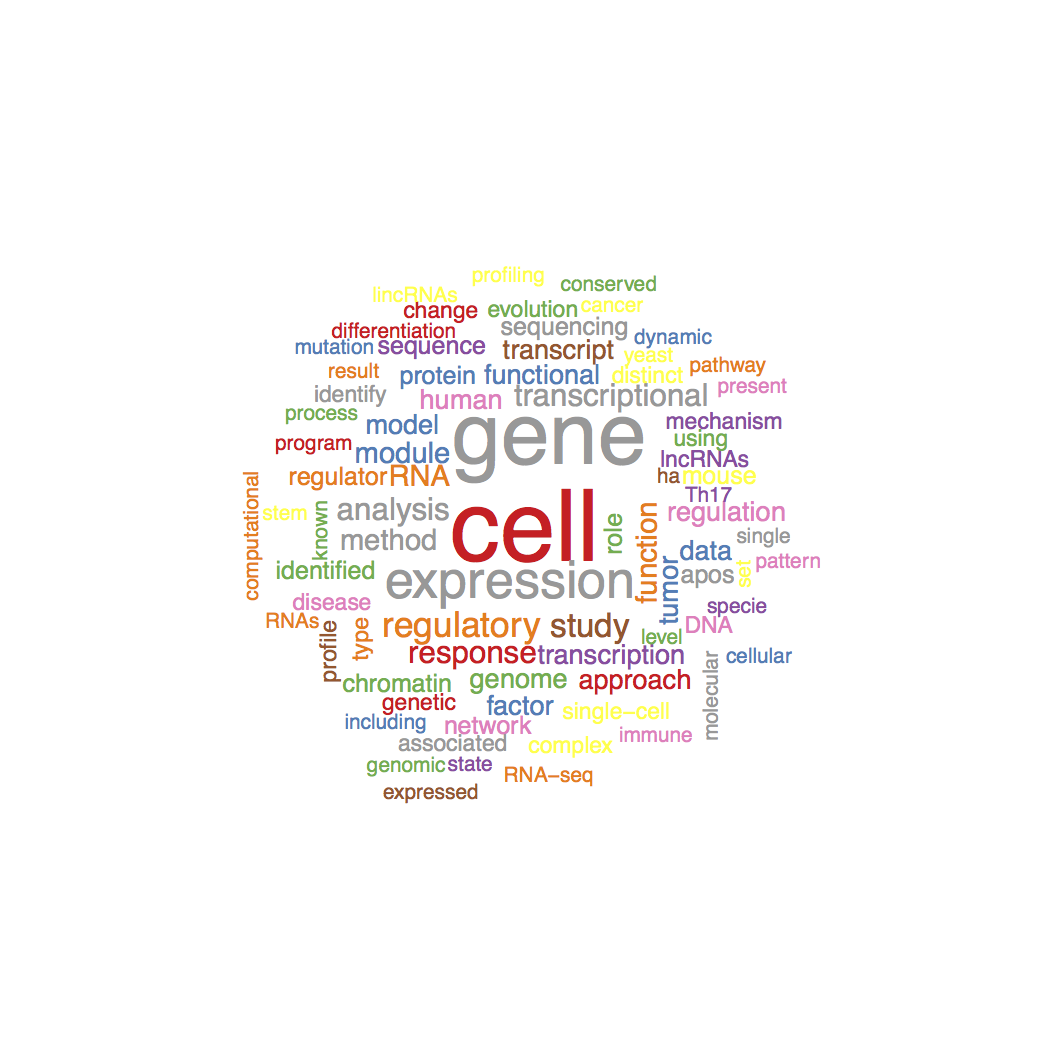 profiling
conserved
lincRNAs
cancer
change
evolution
sequencing
differentiation
dynamic
mutation
sequence
transcript
yeast
pathway
result
protein
functional
distinct
present
identify
human
transcriptional
process
model
gene
mechanism
program
module
using
lncRNAs
regulator
RNA
ha
mouse
Th17
computational
stem
known
analysis
cell
role
function
regulation
method
single
data
identified
expression
tumor
apos
set
pattern
disease
specie
RNAs
profile
type
regulatory
study
level
DNA
response
transcription
molecular
cellular
chromatin
genome
approach
genetic
factor
single-cell
including
network
immune
associated
complex
genomic
state
RNA-seq
expressed